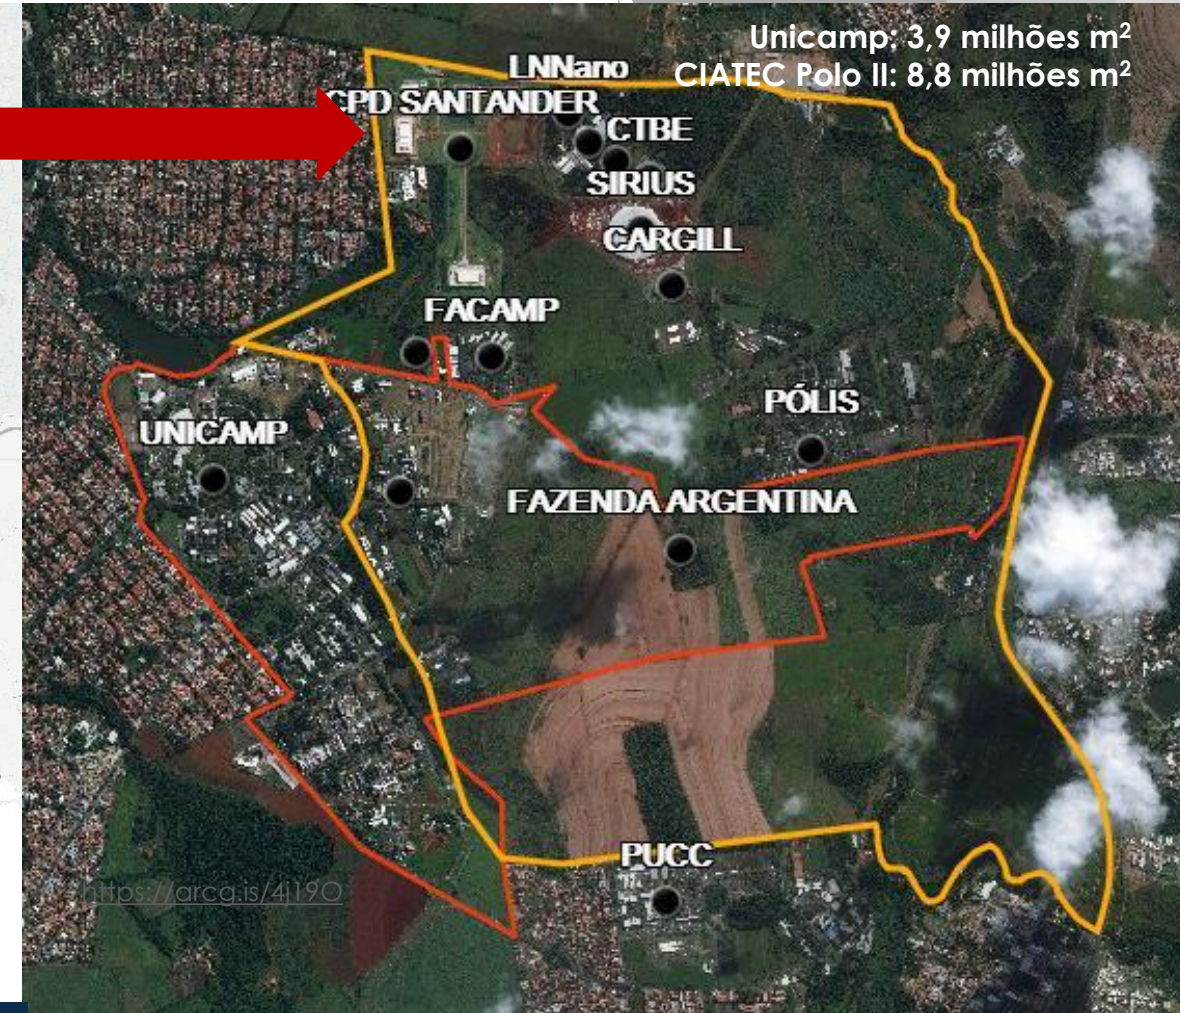 Unicamp: 3,9 milhões m²
CIATEC Polo II: 8,8 milhões m²
LNNano
CPD SANTANDER
CTBE
SIRIUS
CARGILL
FACAMP
PÓLIS
UNICAMP
FAZENDA ARGENTINA
PUCC
https://arcg.is/4j19O